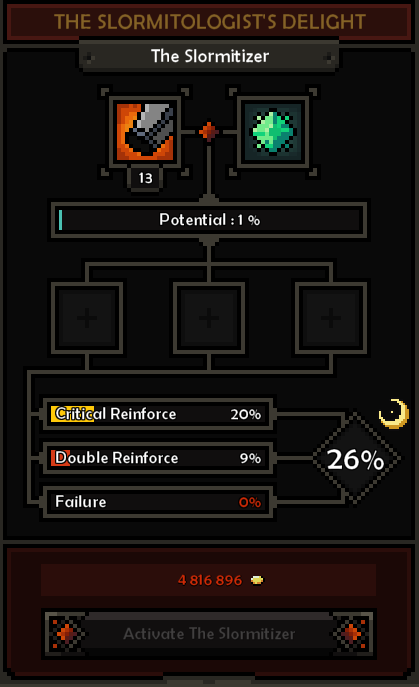 THE SLORMITOLOGIST'S DELIGHT
The Slormitizer
13
Potential : 1 %
Critical Reinforce 20%
Double Reinforce 9%
26%
Failure 0%
4 816 896
Activate The Slormitizer